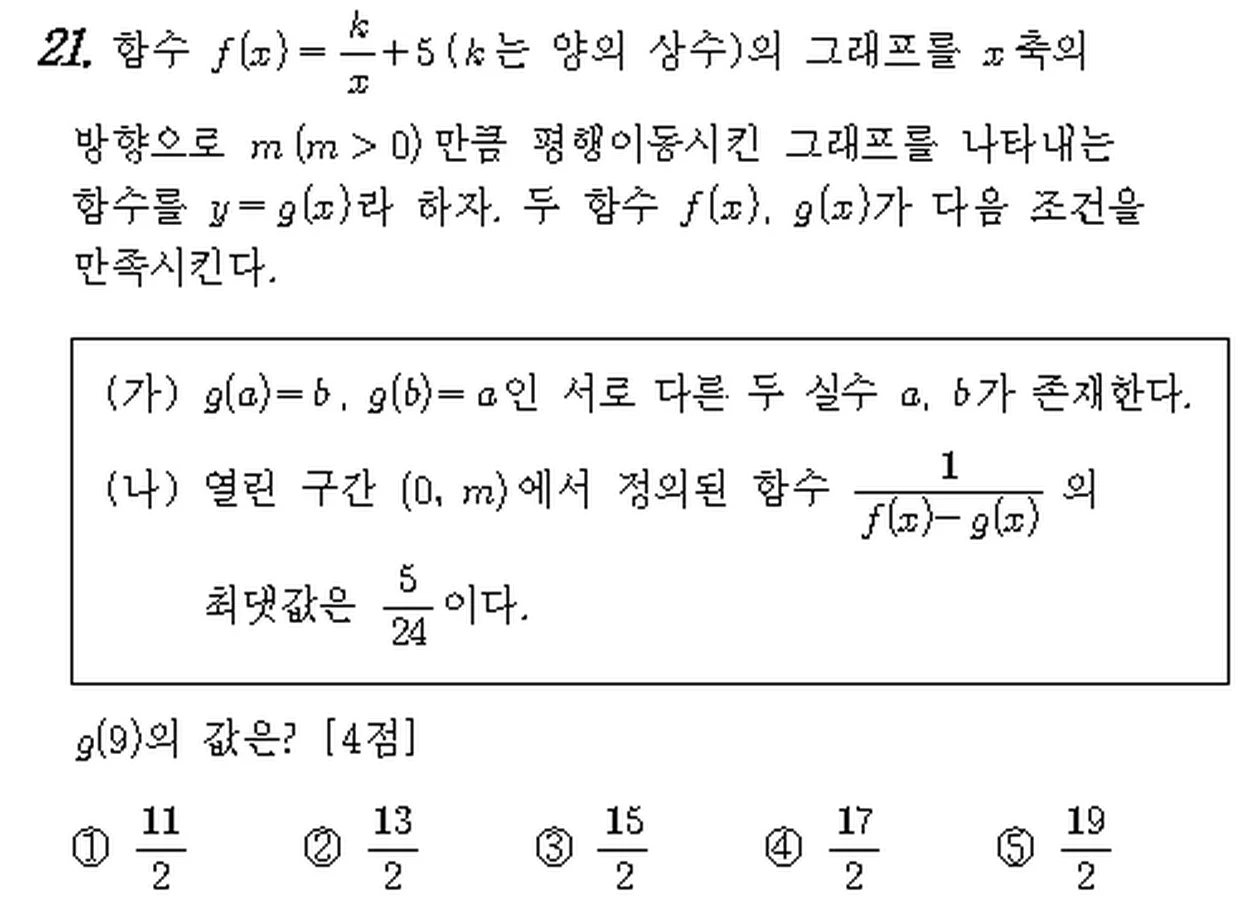 21. 함수 f(x) = k/x + 5 (k는 양의 상수)의 그래프를 x축의
방향으로 m (m > 0)만큼 평행이동시킨 그래프를 나타내는
함수를 y = g(x)라 하자. 두 함수 f(x), g(x)가 다음 조건을
만족시킨다.
(가) g(a) = b, g(b) = a인 서로 다른 두 실수 a, b가 존재한다.
(나) 열린 구간 (0, m)에서 정의된 함수 1/(f(x) - g(x)) 의
최댓값은 5/24 이다.
g(9)의 값은? [4점]
① 11/2 ② 13/2 ③ 15/2 ④ 17/2 ⑤ 19/2